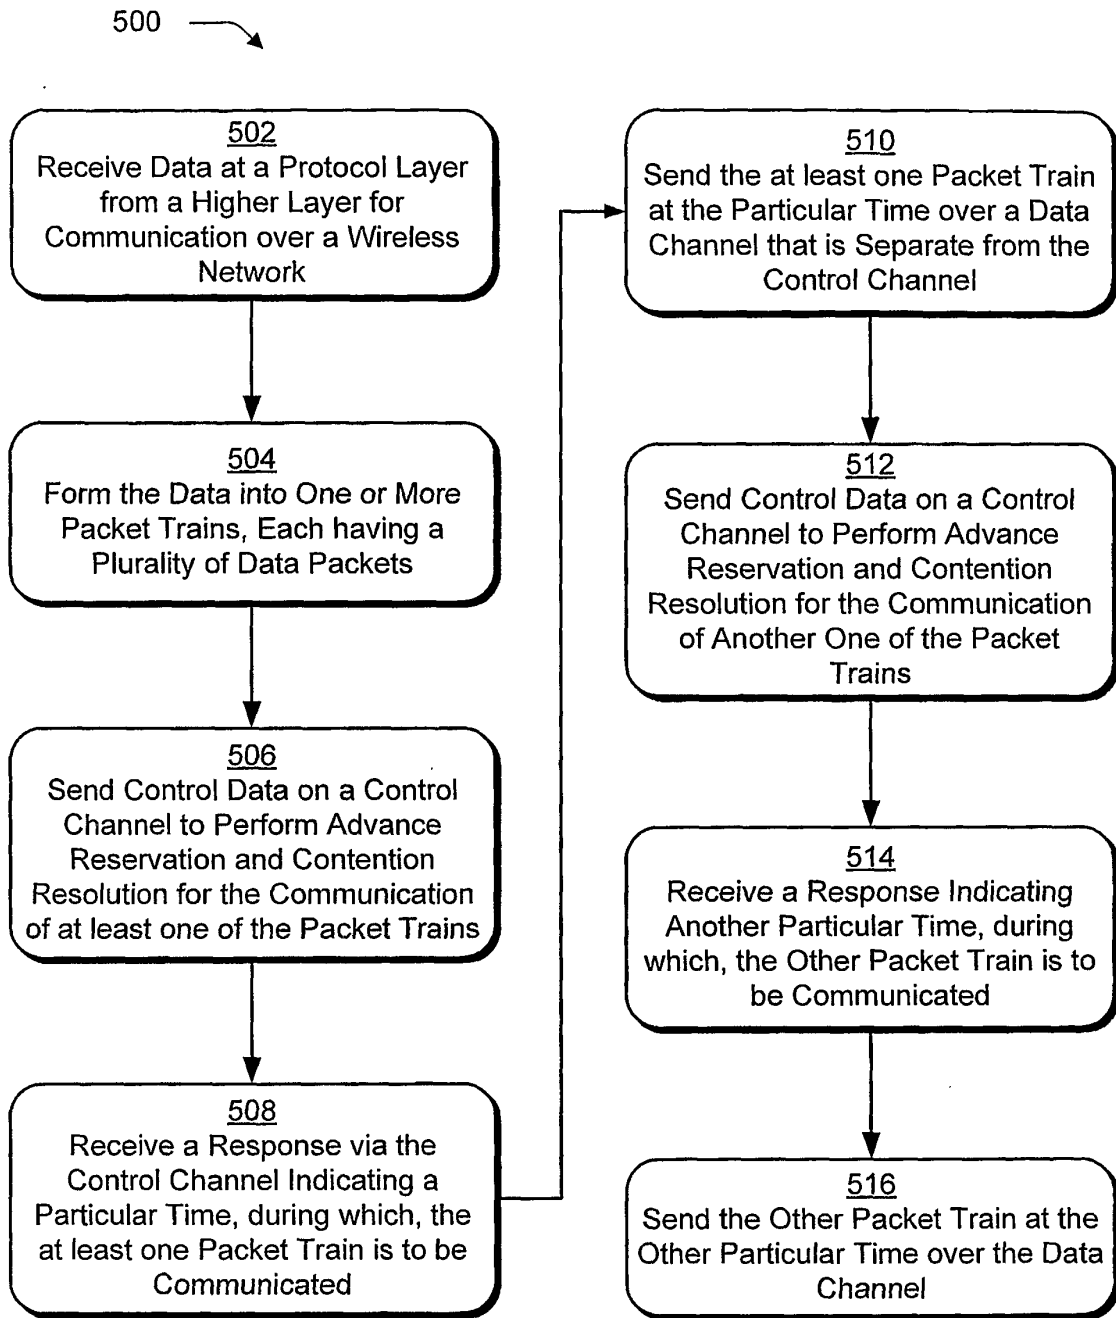 500
502
Receive Data at a Protocol Layer
from a Higher Layer for
Communication over a Wireless
Network
504
Form the Data into One or More
Packet Trains, Each having a
Plurality of Data Packets
506
Send Control Data on a Control
Channel to Perform Advance
Reservation and Contention
Resolution for the Communication
of at least one of the Packet Trains
508
Receive a Response via the
Control Channel Indicating a
Particular Time, during which, the
at least one Packet Train is to be
Communicated
510
Send the at least one Packet Train
at the Particular Time over a Data
Channel that is Separate from the
Control Channel
512
Send Control Data on a Control
Channel to Perform Advance
Reservation and Contention
Resolution for the Communication
of Another One of the Packet
Trains
514
Receive a Response Indicating
Another Particular Time, during
which, the Other Packet Train is to
be Communicated
516
Send the Other Packet Train at the
Other Particular Time over the Data
Channel